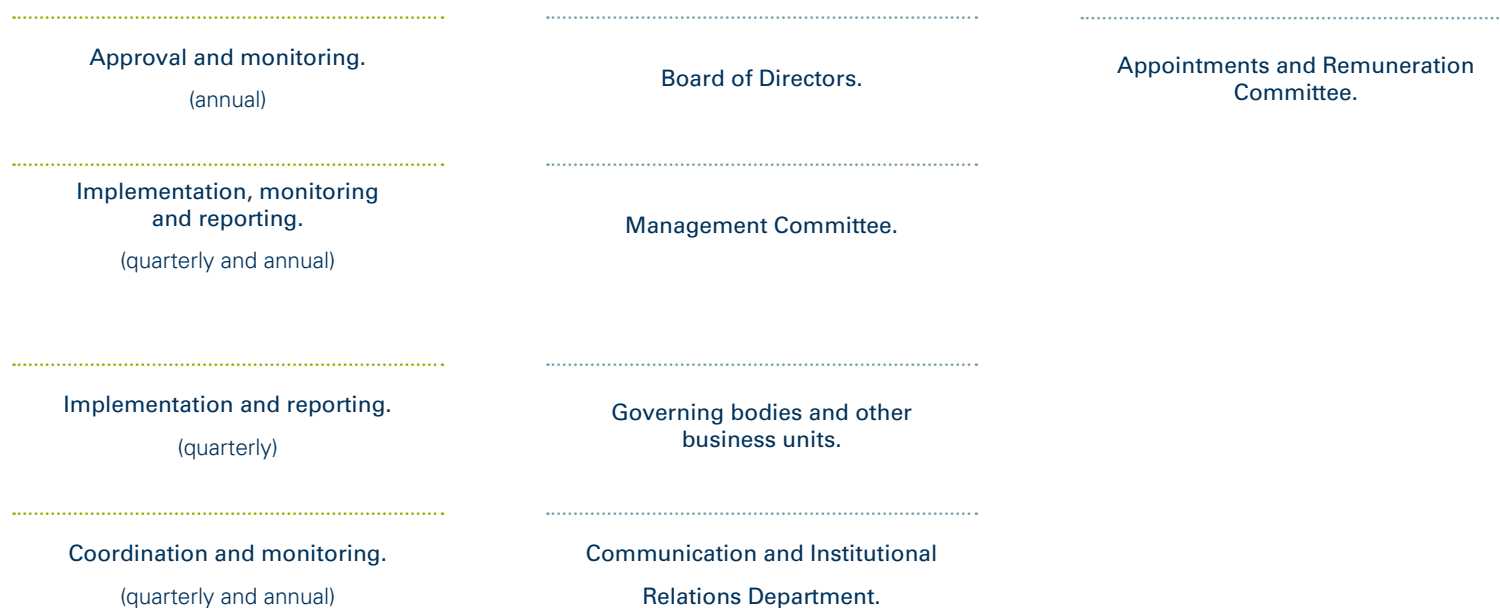 Approval and monitoring.
(annual)
Board of Directors.
Appointments and Remuneration
Committee.
Implementation, monitoring
and reporting.
(quarterly and annual)
Management Committee.
Implementation and reporting.
(quarterly)
Governing bodies and other
business units.
Coordination and monitoring.
(quarterly and annual)
Communication and Institutional
Relations Department.